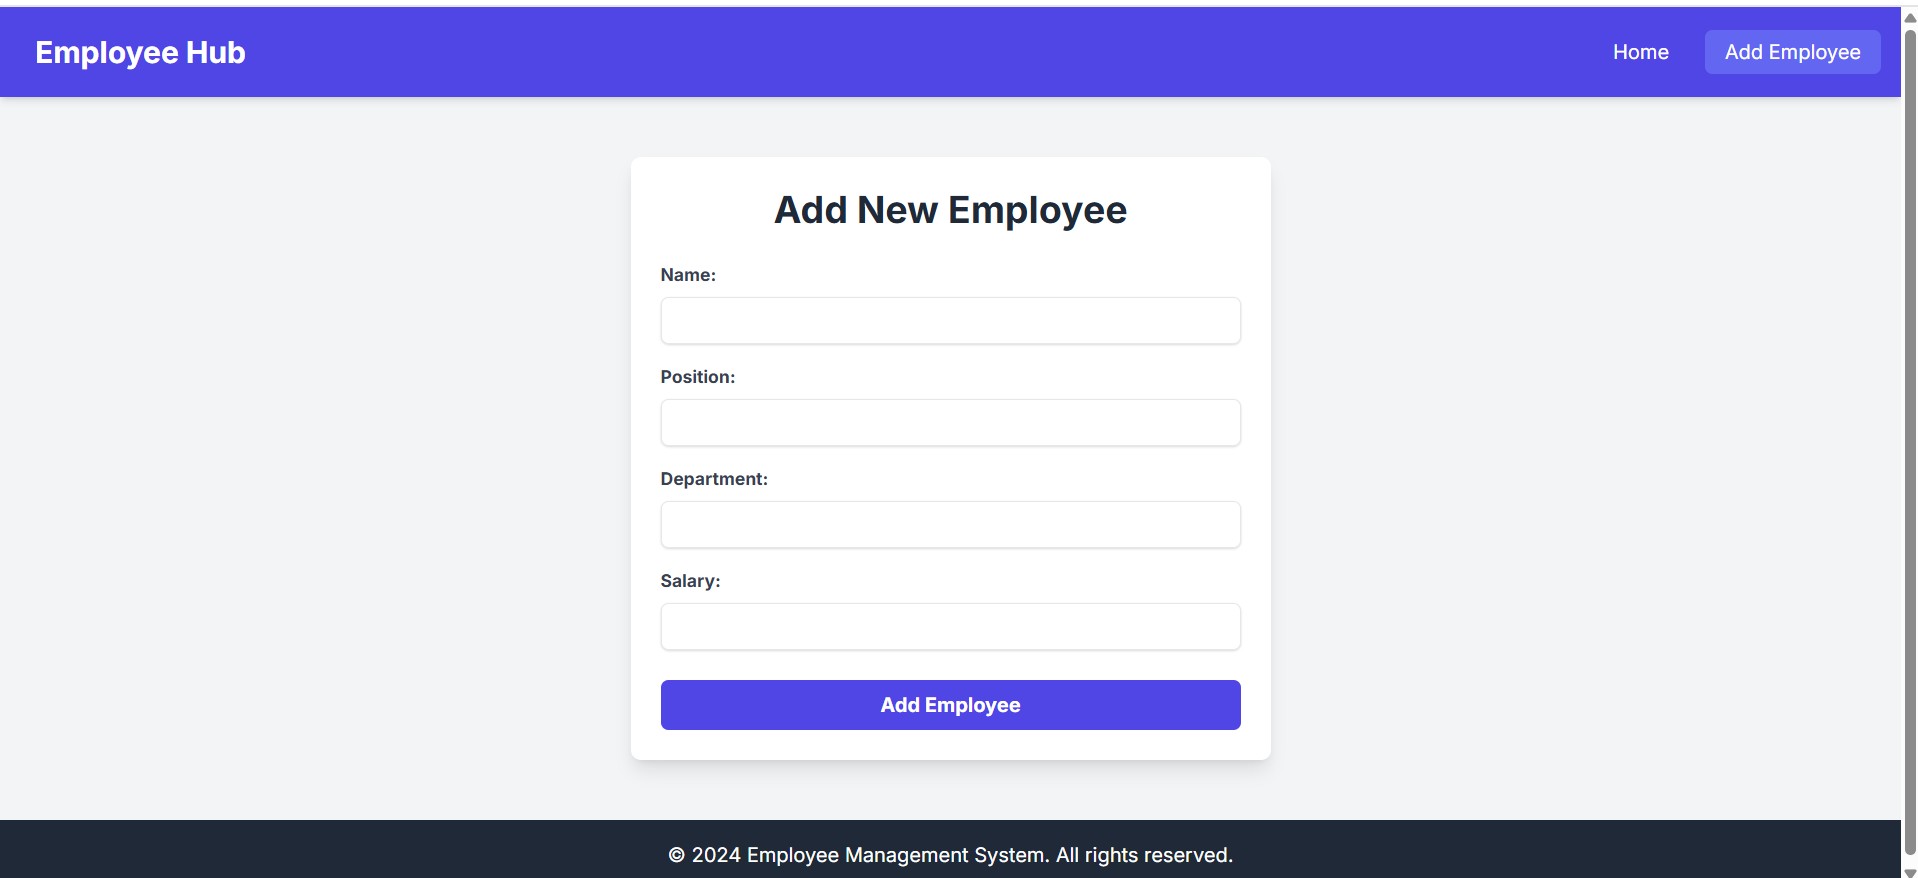 Employee Hub
Home
Add Employee
Add New Employee
Name:
Position:
Department:
Salary:
Add Employee
© 2024 Employee Management System. All rights reserved.